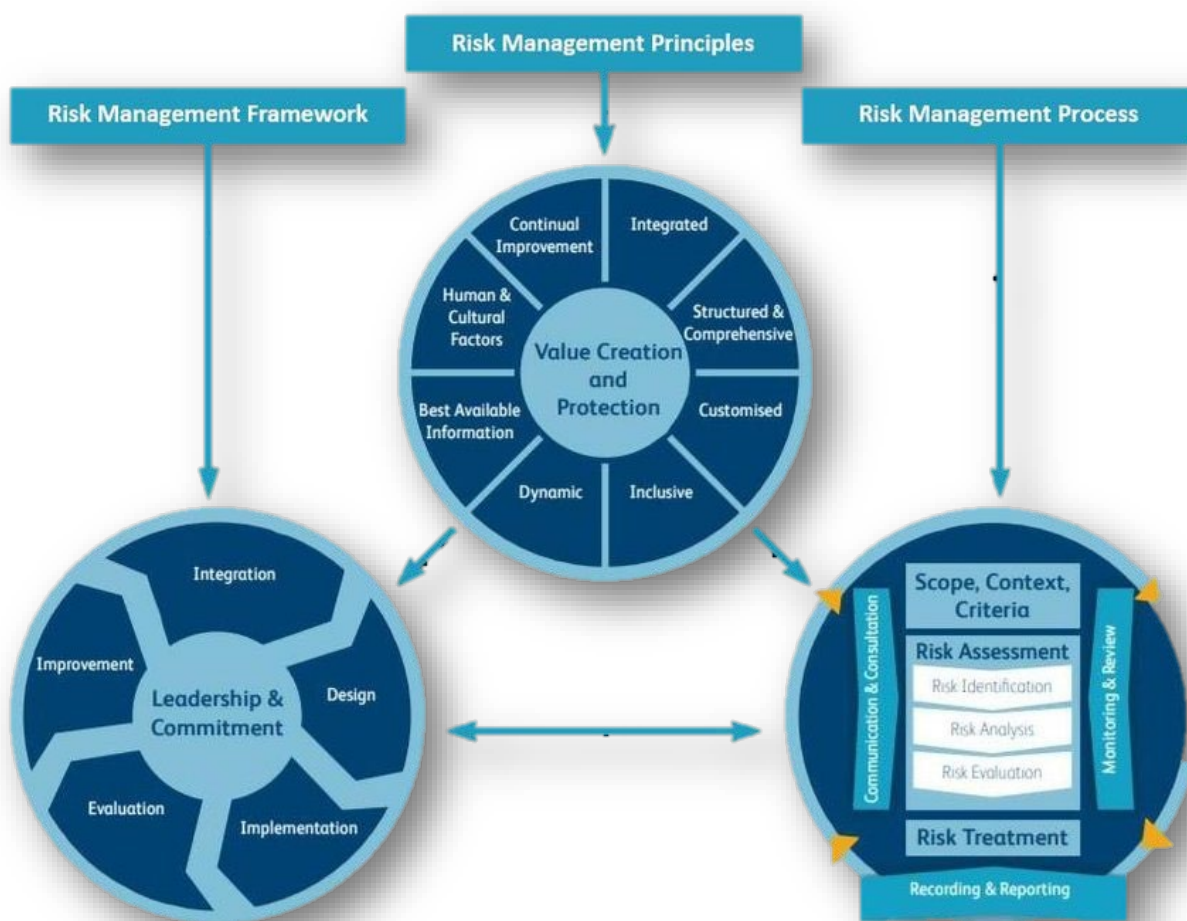 Risk Management Principles
Risk Management Framework
Risk Management Process
Continual
Improvement
Integrated
Human &
Cultural
Factors
Structured &
Comprehensive
Value Creation
and
Protection
Best Available
Information
Customised
Dynamic
Inclusive
Integration
Improvement
Design
Leadership &
Commitment
Evaluation
Implementation
Scope, Context,
Criteria
Communication & Consultation
Risk Assessment
Risk Identification
Risk Analysis
Risk Evaluation
Monitoring & Review
Risk Treatment
Recording & Reporting